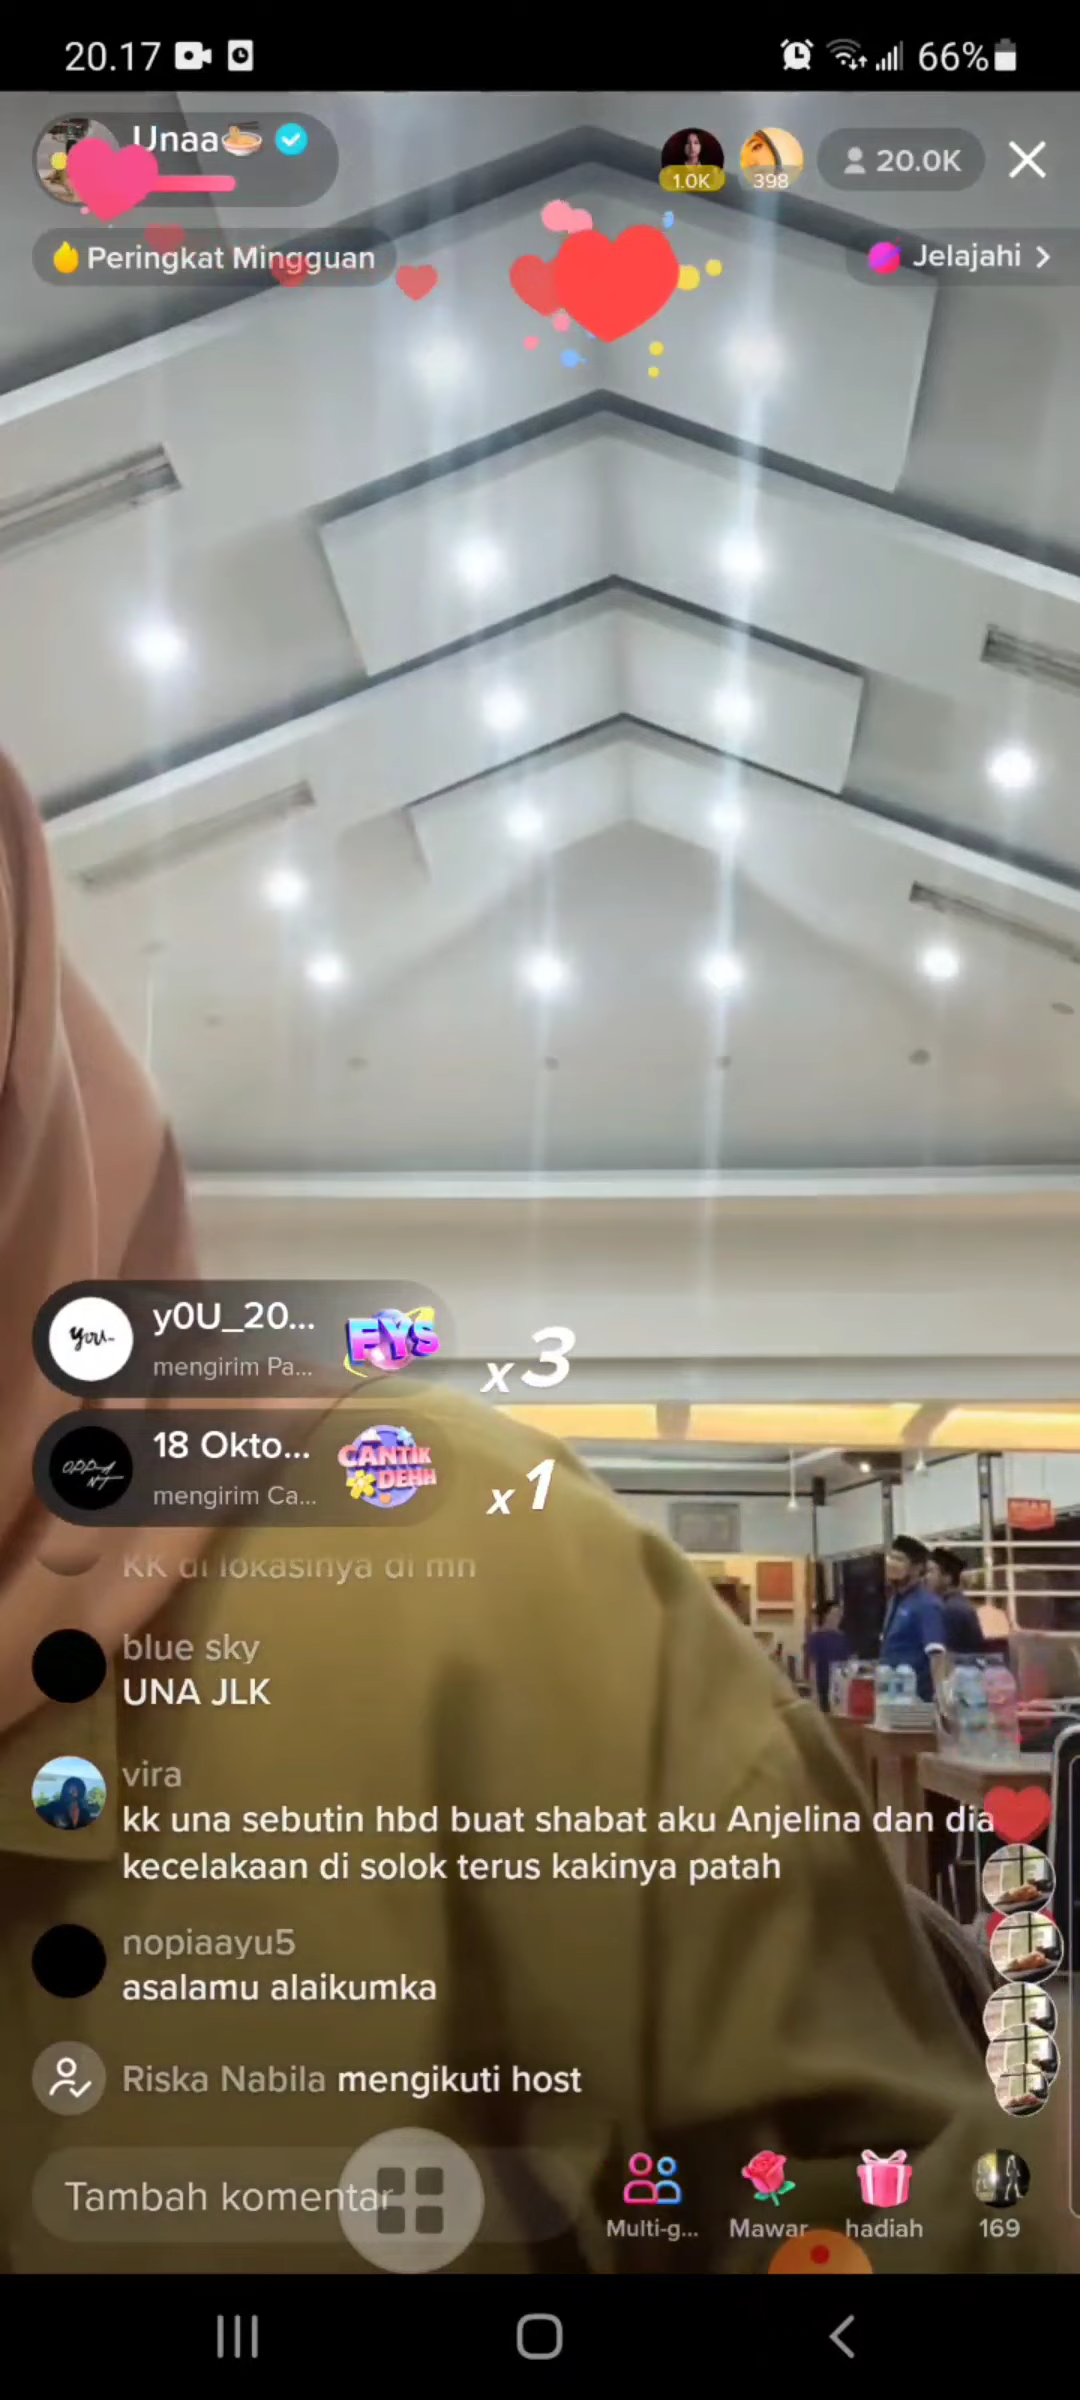 20.17
66%
Unaa
1.0K
398
20.0K
Peringkat Mingguan
Jelajahi >
you-
y0U_20...
mengirim Pa...
FYS
x3
18 Okto...
mengirim Ca...
CANTIK
DEHH
x1
KK di lokasinya di mn
blue sky
UNA JLK
vira
kk una sebutin hbd buat shabat aku Anjelina dan dia
kecelakaan di solok terus kakinya patah
nopiaayu5
asalamu alaikumka
Riska Nabila mengikuti host
Tambah komentar
Multi-g...
Mawar
hadiah
169